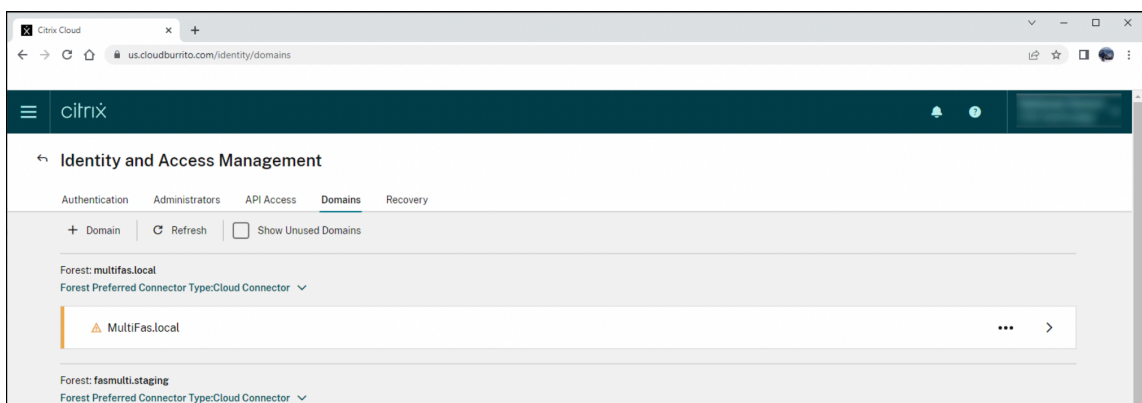 Citrix Cloud
us.cloudburrito.com/identity/domains
citrix
Identity and Access Management
Authentication Administrators API Access Domains Recovery
+ Domain Refresh Show Unused Domains
Forest: multifas.local
Forest Preferred Connector Type:Cloud Connector
MultiFas.local
Forest: fasmulti.staging
Forest Preferred Connector Type:Cloud Connector